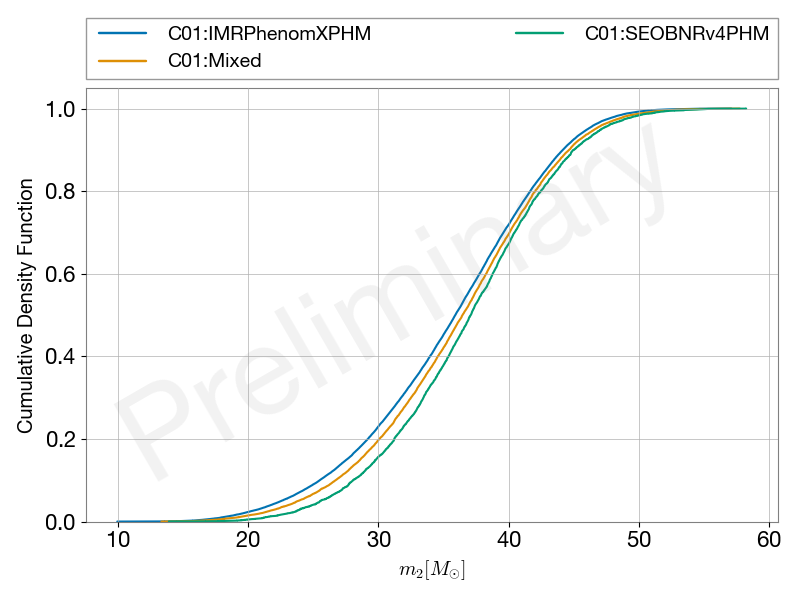 C01:IMRPhenomXPHM
C01:Mixed
C01:SEOBNRv4PHM
1.0
0.8
0.6
0.4
0.2
0.0
Cumulative Density Function
Preliminary
10 20 30 40 50 60
m₂[M⊙]